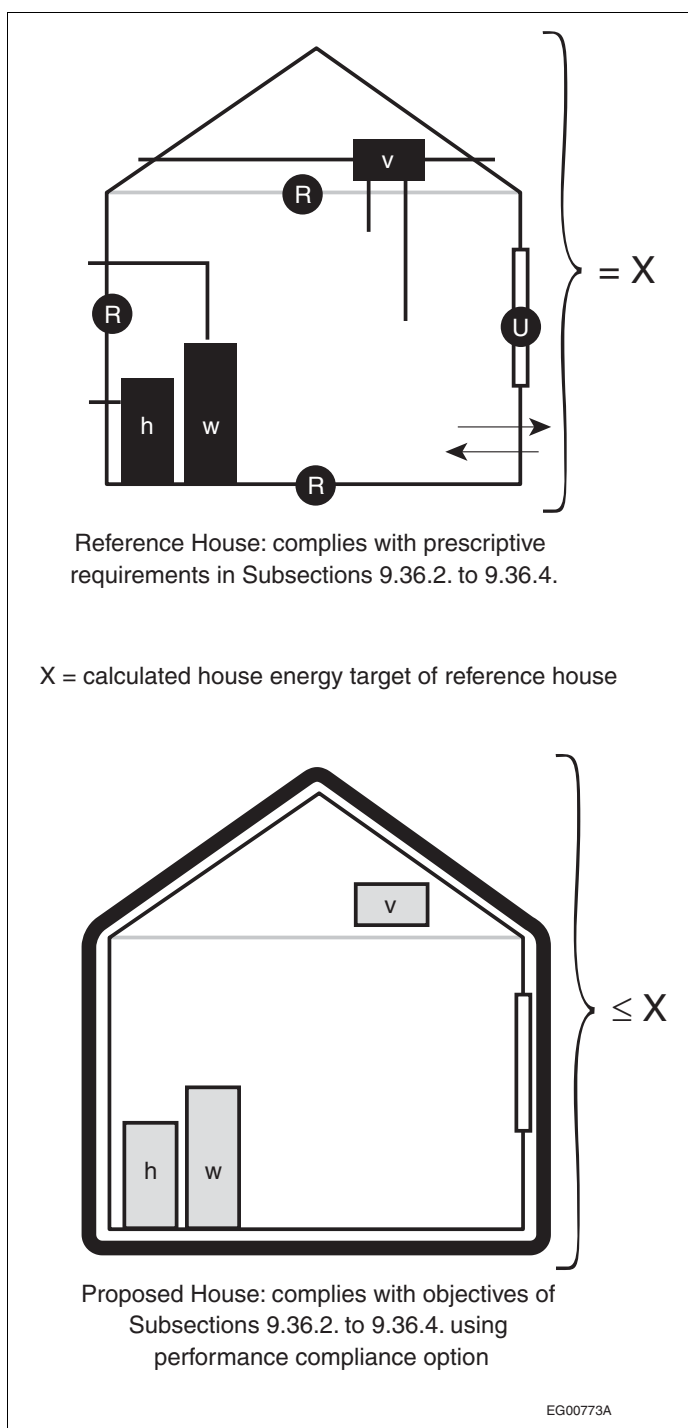 v
R
= X
R
U
h
w
R
Reference House: complies with prescriptive
requirements in Subsections 9.36.2. to 9.36.4.
X = calculated house energy target of reference house
v
≤ X
h
w
Proposed House: complies with objectives of
Subsections 9.36.2. to 9.36.4. using
performance compliance option
EG00773A